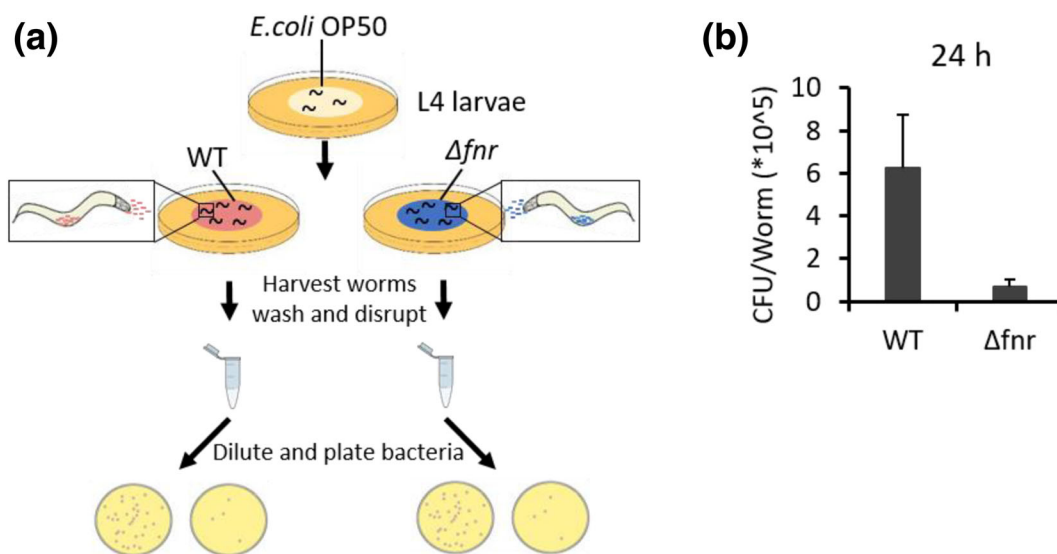 (a)
E.coli OP50
L4 larvae
WT
Δfnr
Harvest worms
wash and disrupt
Dilute and plate bacteria
(b)
24 h
CFU/Worm (*10^5)
10
8
6
4
2
0
WT
Δfnr